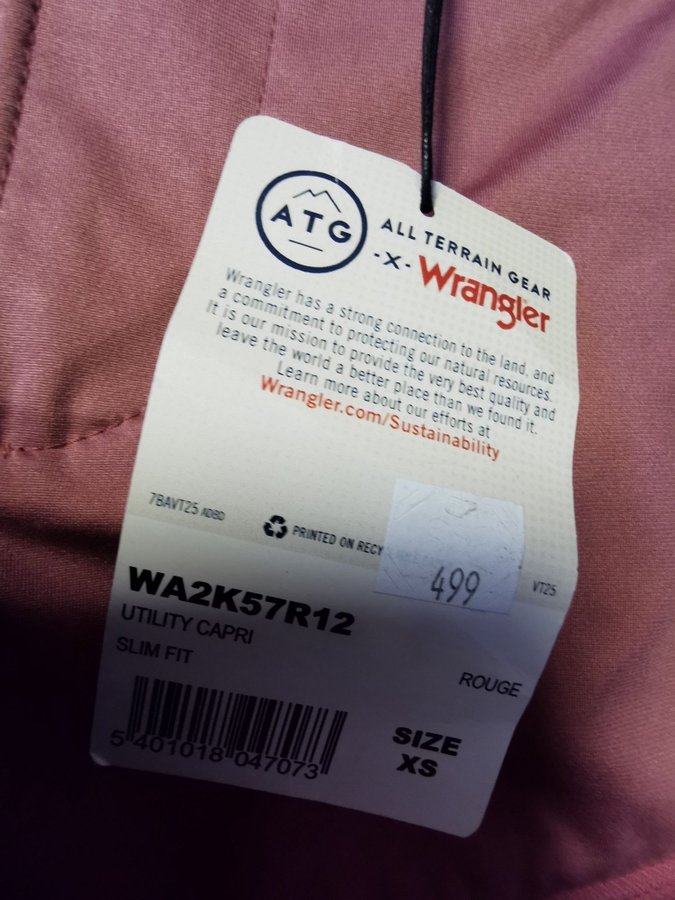 ATG
ALL TERRAIN GEAR
-X- Wrangler
Wrangler has a strong connection to the land, and
a commitment to protecting our natural resources.
It is our mission to provide the very best quality and
leave the world a better place than we found it.
Learn more about our efforts at
Wrangler.com/Sustainability
7BAVT25 ADBD
PRINTED ON RECY
499
VT25
WA2K57R12
UTILITY CAPRI
SLIM FIT
ROUGE
5 401018 047073
SIZE
XS